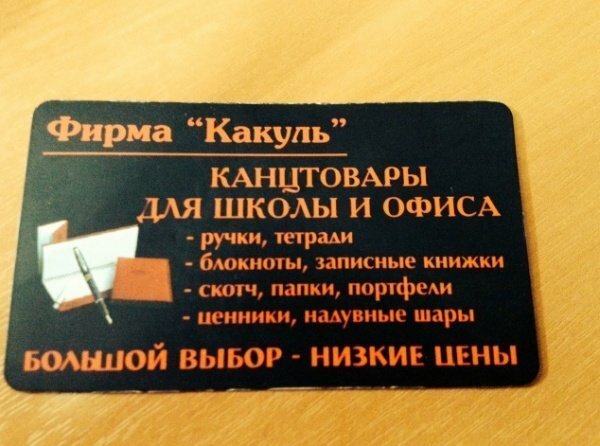 Фирма "Какуль"
КАНЦТОВАРЫ
ДЛЯ ШКОЛЫ И ОФИСА
- ручки, тетради
- блокноты, записные книжки
- скотч, папки, портфели
- ценники, надувные шары
БОЛЬШОЙ ВЫБОР - НИЗКИЕ ЦЕНЫ